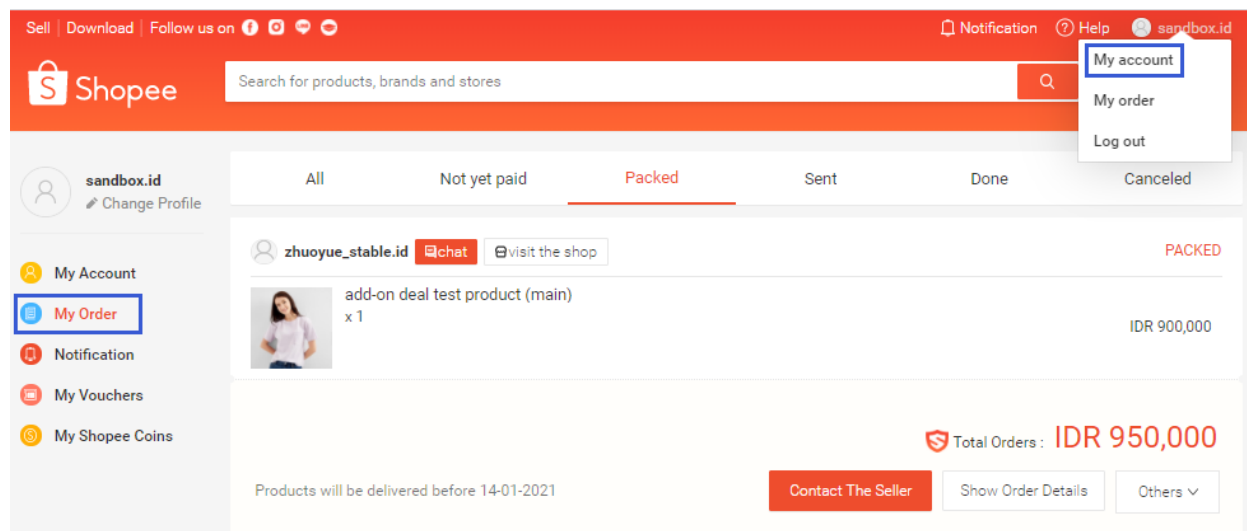 Sell | Download | Follow us on
Notification
Help
sandbox.id
My account
My order
Log out
Shopee
Search for products, brands and stores
sandbox.id
Change Profile
My Account
My Order
Notification
My Vouchers
My Shopee Coins
All
Not yet paid
Packed
Sent
Done
Canceled
zhuoyue_stable.id
chat
visit the shop
PACKED
add-on deal test product (main)
x 1
IDR 900,000
Total Orders : IDR 950,000
Products will be delivered before 14-01-2021
Contact The Seller
Show Order Details
Others